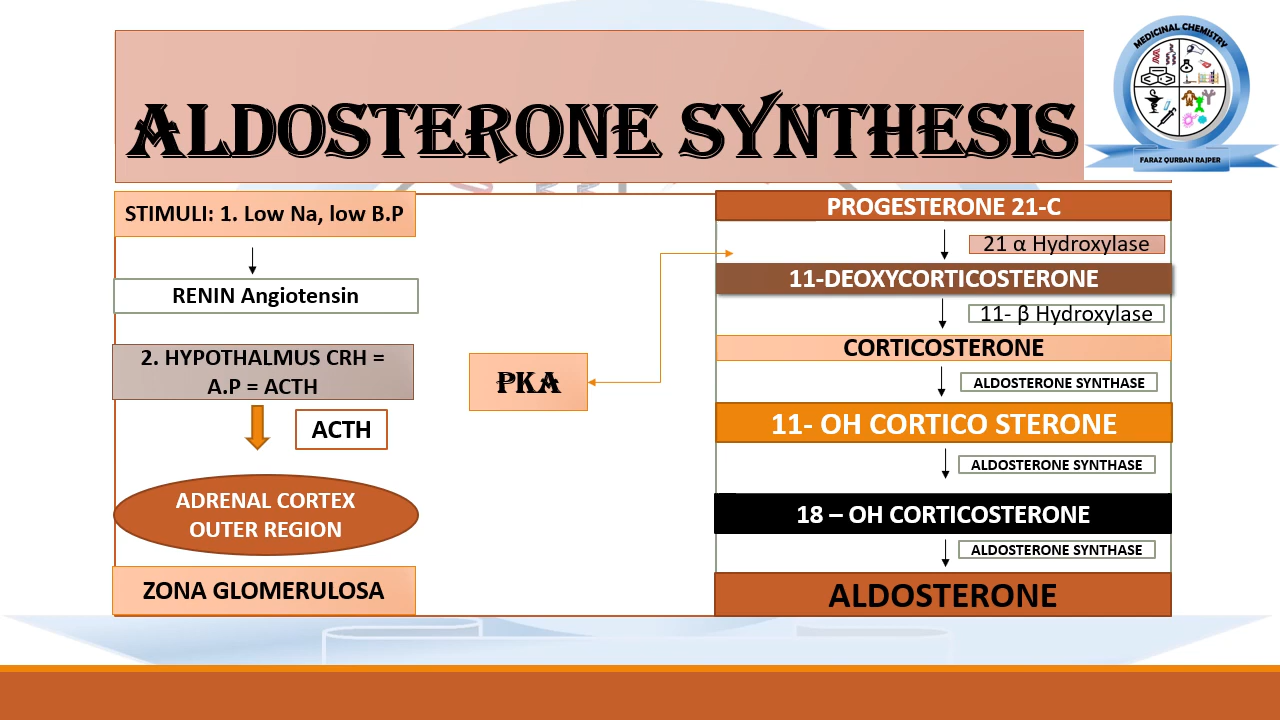 MEDICINAL CHEMISTRY
FARAZ QURBAN RAJPER
ALDOSTERONE SYNTHESIS
STIMULI: 1. Low Na, low B.P
RENIN Angiotensin
2. HYPOTHALMUS CRH =
A.P = ACTH
ACTH
ADRENAL CORTEX
OUTER REGION
ZONA GLOMERULOSA
PKA
PROGESTERONE 21-C
21 α Hydroxylase
11-DEOXYCORTICOSTERONE
11- β Hydroxylase
CORTICOSTERONE
ALDOSTERONE SYNTHASE
11- OH CORTICO STERONE
ALDOSTERONE SYNTHASE
18 – OH CORTICOSTERONE
ALDOSTERONE SYNTHASE
ALDOSTERONE